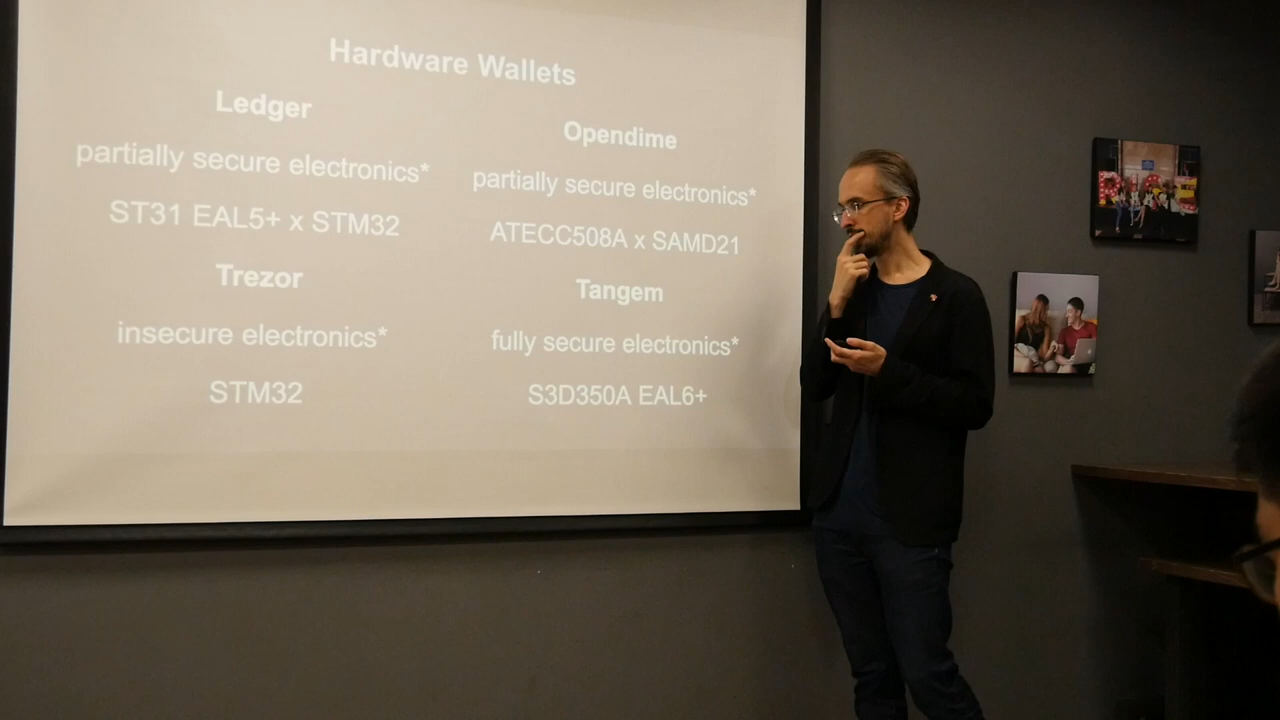 Hardware Wallets
Ledger
partially secure electronics*
ST31 EAL5+ x STM32
Trezor
insecure electronics*
STM32
Opendime
partially secure electronics*
ATECC508A x SAMD21
Tangem
fully secure electronics*
S3D350A EAL6+